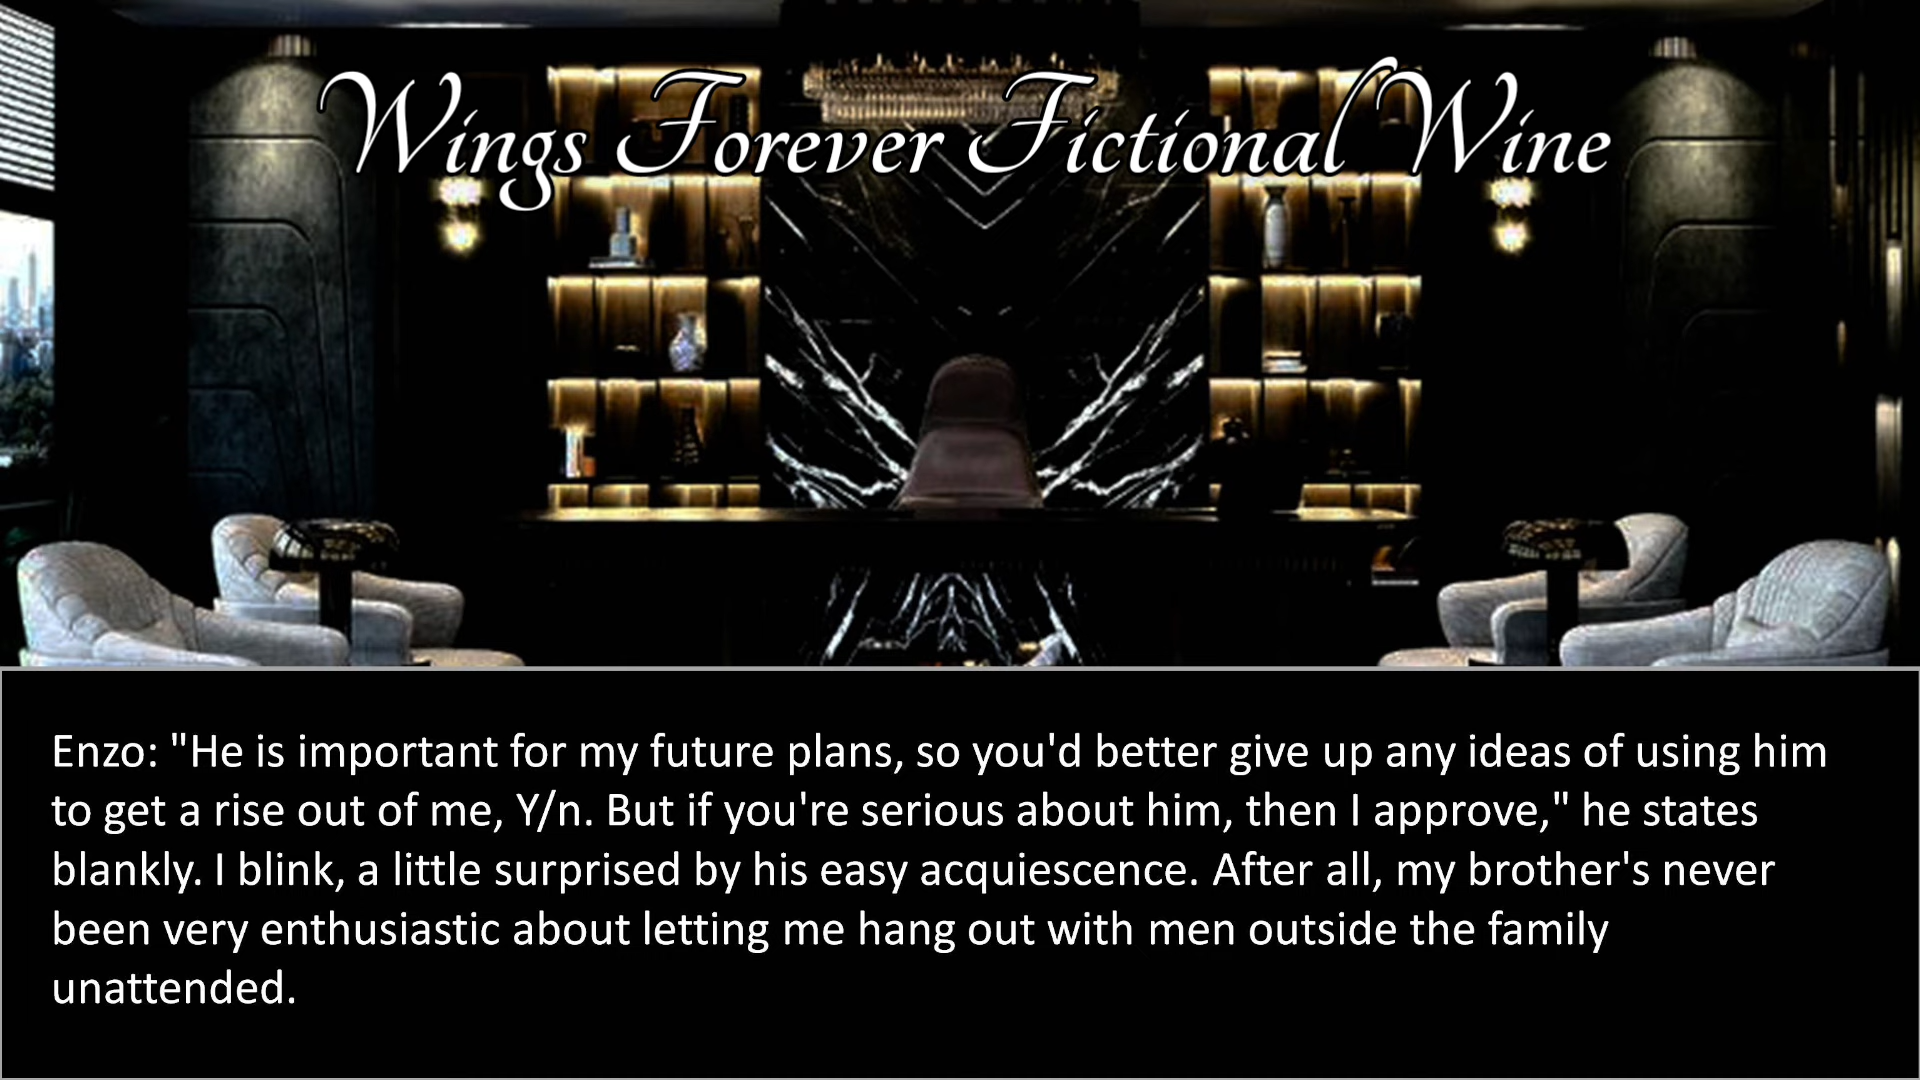 Wings Forever Fictional Wine
Enzo: "He is important for my future plans, so you'd better give up any ideas of using him
to get a rise out of me, Y/n. But if you're serious about him, then I approve," he states
blankly. I blink, a little surprised by his easy acquiescence. After all, my brother's never
been very enthusiastic about letting me hang out with men outside the family
unattended.